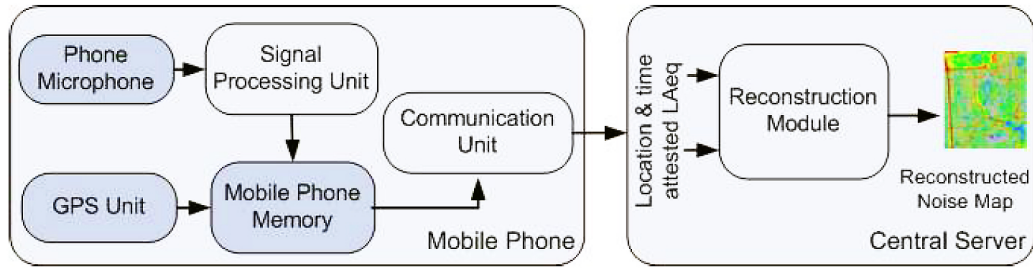 Phone
Microphone
Signal
Processing Unit
GPS Unit
Mobile Phone
Memory
Communication
Unit
Mobile Phone
Location & time
attested LAeq
Reconstruction
Module
Reconstructed
Noise Map
Central Server